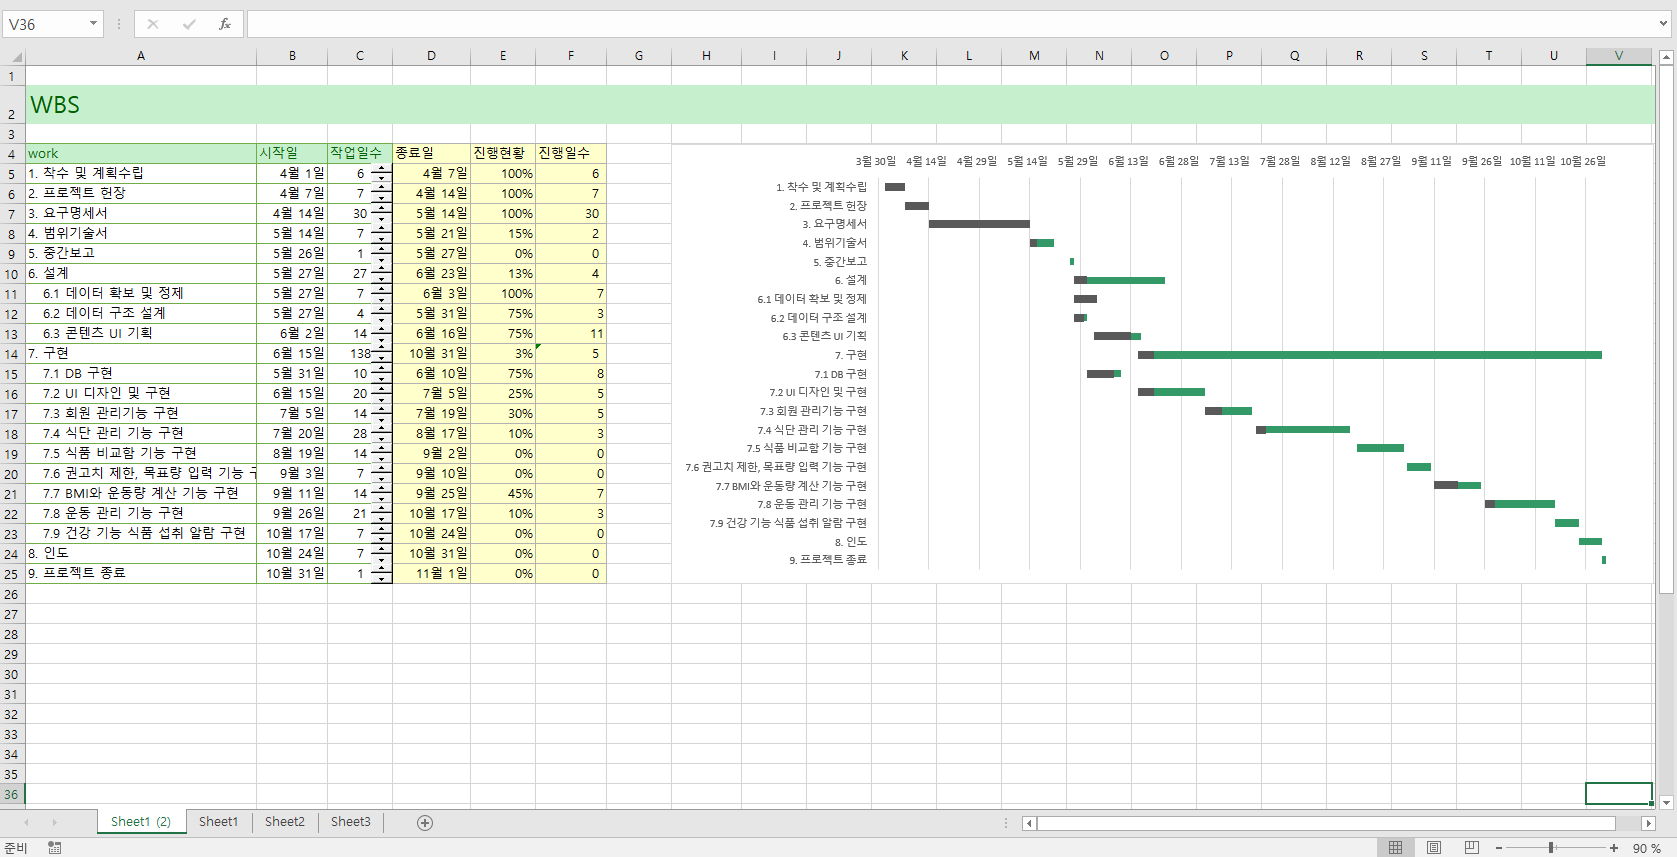 V36
fx
A B C D E F G H I J K L M N O P Q R S T U V
1
2 WBS
3
4 work 시작일 작업일수 종료일 진행현황 진행일수
5 1. 착수 및 계획수립 4월 1일 6 4월 7일 100% 6
6 2. 프로젝트 헌장 4월 7일 7 4월 14일 100% 7
7 3. 요구명세서 4월 14일 30 5월 14일 100% 30
8 4. 범위기술서 5월 14일 7 5월 21일 15% 2
9 5. 중간보고 5월 26일 1 5월 27일 0% 0
10 6. 설계 5월 27일 27 6월 23일 13% 4
11 6.1 데이터 확보 및 정제 5월 27일 7 6월 3일 100% 7
12 6.2 데이터 구조 설계 5월 27일 4 5월 31일 75% 3
13 6.3 콘텐츠 UI 기획 6월 2일 14 6월 16일 75% 11
14 7. 구현 6월 15일 138 10월 31일 3% 5
15 7.1 DB 구현 5월 31일 10 6월 10일 75% 8
16 7.2 UI 디자인 및 구현 6월 15일 20 7월 5일 25% 5
17 7.3 회원 관리기능 구현 7월 5일 14 7월 19일 30% 5
18 7.4 식단 관리 기능 구현 7월 20일 28 8월 17일 10% 3
19 7.5 식품 비교함 기능 구현 8월 19일 14 9월 2일 0% 0
20 7.6 권고치 제한, 목표량 입력 기능 구 9월 3일 7 9월 10일 0% 0
21 7.7 BMI와 운동량 계산 기능 구현 9월 11일 14 9월 25일 45% 7
22 7.8 운동 관리 기능 구현 9월 26일 21 10월 17일 10% 3
23 7.9 건강 기능 식품 섭취 알람 구현 10월 17일 7 10월 24일 0% 0
24 8. 인도 10월 24일 7 10월 31일 0% 0
25 9. 프로젝트 종료 10월 31일 1 11월 1일 0% 0
26
27
28
29
30
31
32
33
34
35
36
3월 30일 4월 14일 4월 29일 5월 14일 5월 29일 6월 13일 6월 28일 7월 13일 7월 28일 8월 12일 8월 27일 9월 11일 9월 26일 10월 11일 10월 26일
1. 착수 및 계획수립
2. 프로젝트 헌장
3. 요구명세서
4. 범위기술서
5. 중간보고
6. 설계
6.1 데이터 확보 및 정제
6.2 데이터 구조 설계
6.3 콘텐츠 UI 기획
7. 구현
7.1 DB 구현
7.2 UI 디자인 및 구현
7.3 회원 관리기능 구현
7.4 식단 관리 기능 구현
7.5 식품 비교함 기능 구현
7.6 권고치 제한, 목표량 입력 기능 구현
7.7 BMI와 운동량 계산 기능 구현
7.8 운동 관리 기능 구현
7.9 건강 기능 식품 섭취 알람 구현
8. 인도
9. 프로젝트 종료
Sheet1 (2) Sheet1 Sheet2 Sheet3
준비 90 %